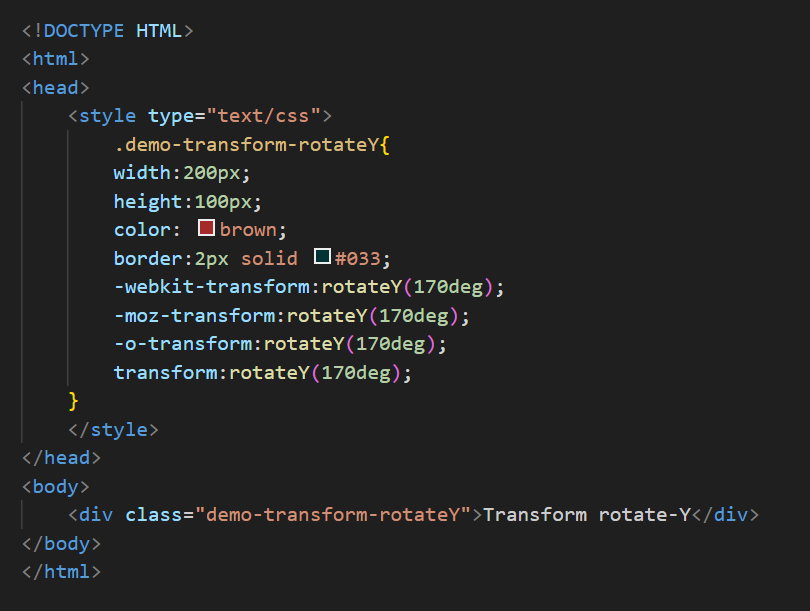 <!DOCTYPE HTML>
<html>
<head>
    <style type="text/css">
        .demo-transform-rotateY{
        width:200px;
        height:100px;
        color: brown;
        border:2px solid #033;
        -webkit-transform:rotateY(170deg);
        -moz-transform:rotateY(170deg);
        -o-transform:rotateY(170deg);
        transform:rotateY(170deg);
    }
    </style>
</head>
<body>
    <div class="demo-transform-rotateY">Transform rotate-Y</div>
</body>
</html>